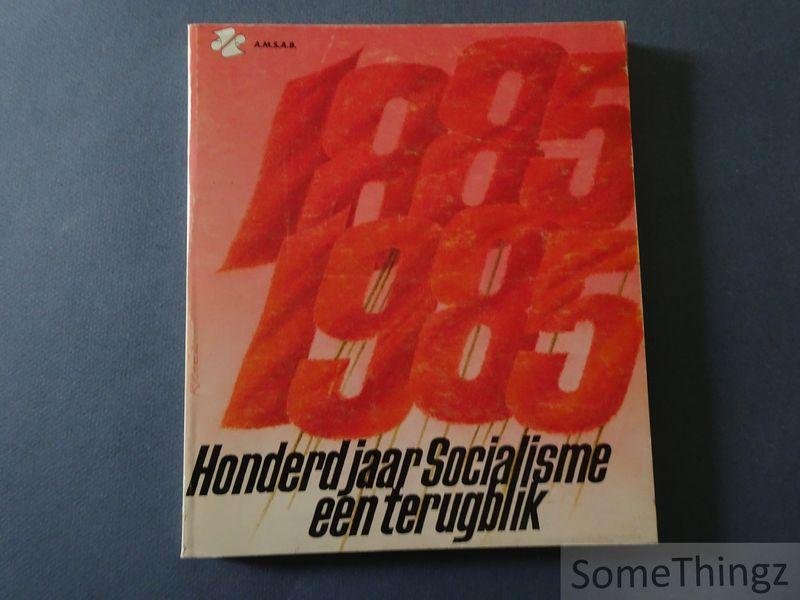 A.M.S.A.B.
1885
1985
Honderd jaar Socialisme
een terugblik
SomeThingz